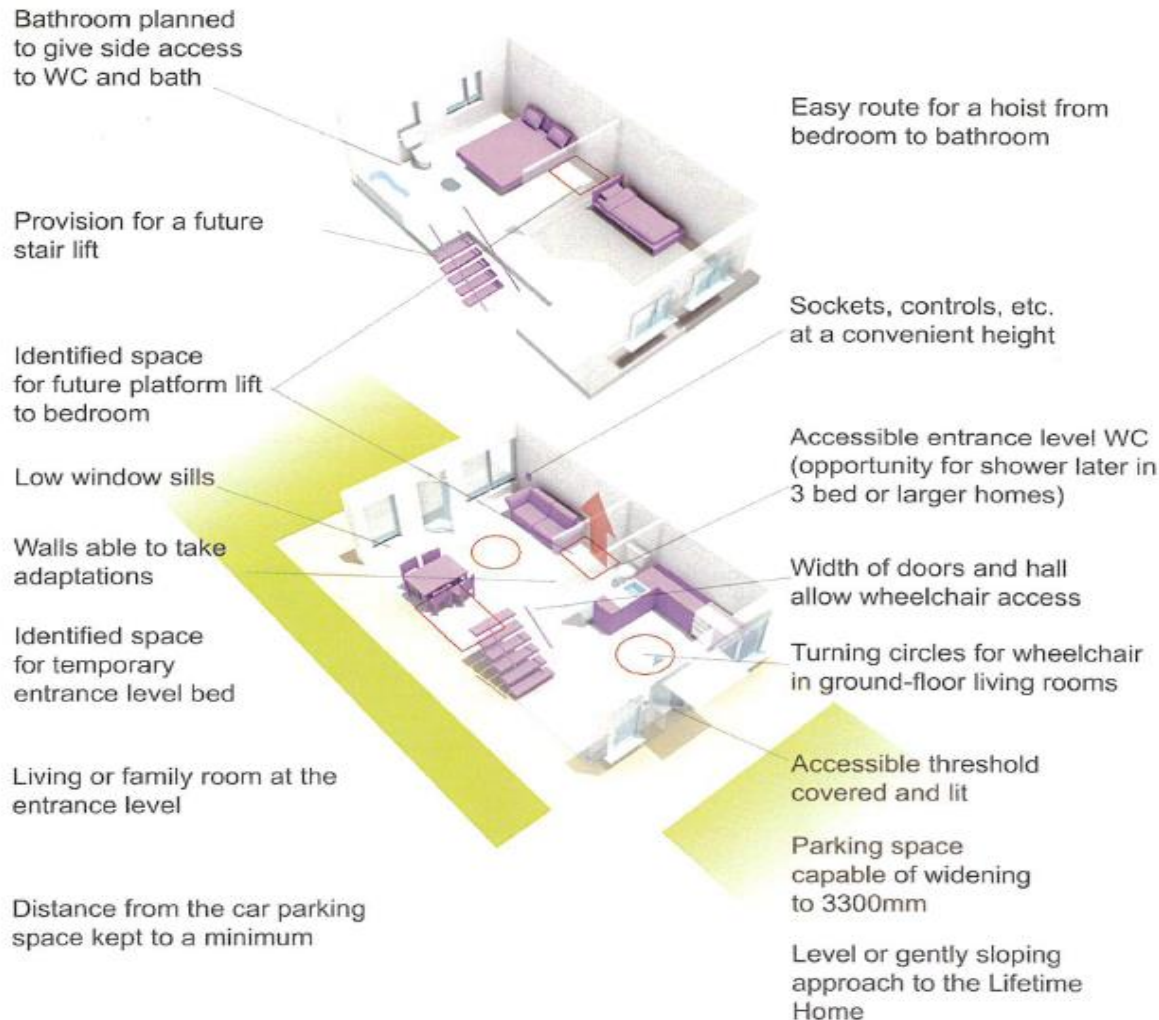 Bathroom planned
to give side access
to WC and bath
Provision for a future
stair lift
Identified space
for future platform lift
to bedroom
Low window sills
Walls able to take
adaptations
Identified space
for temporary
entrance level bed
Living or family room at the
entrance level
Distance from the car parking
space kept to a minimum
Easy route for a hoist from
bedroom to bathroom
Sockets, controls, etc.
at a convenient height
Accessible entrance level WC
(opportunity for shower later in
3 bed or larger homes)
Width of doors and hall
allow wheelchair access
Turning circles for wheelchair
in ground-floor living rooms
Accessible threshold
covered and lit
Parking space
capable of widening
to 3300mm
Level or gently sloping
approach to the Lifetime
Home